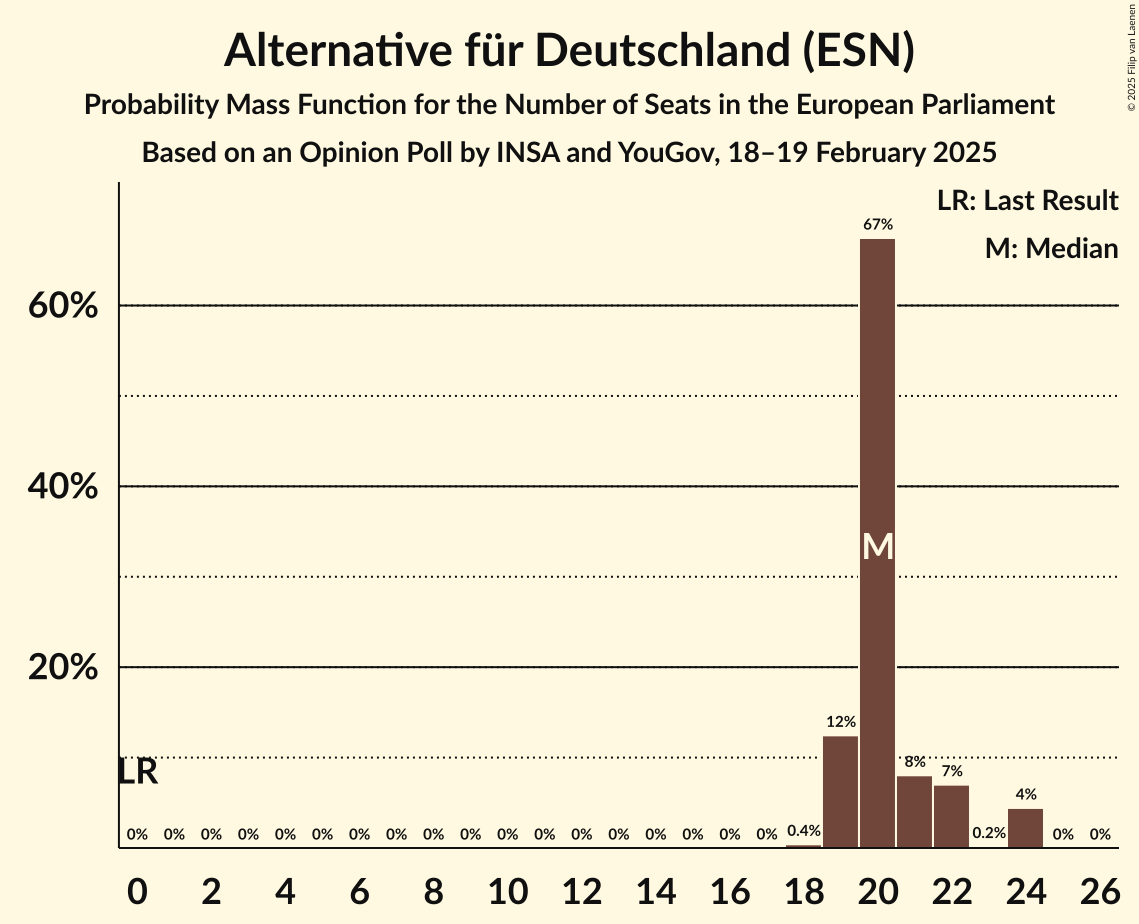 Alternative für Deutschland (ESN)
Probability Mass Function for the Number of Seats in the European Parliament
Based on an Opinion Poll by INSA and YouGov, 18–19 February 2025
© 2025 Filip van Laenen
LR: Last Result
M: Median
67%
60%
40%
M
20%
12%
LR
8%
7%
4%
0% 0% 0% 0% 0% 0% 0% 0% 0% 0% 0% 0% 0% 0% 0% 0% 0% 0% 0.4% 0.2% 0% 0%
0 2 4 6 8 10 12 14 16 18 20 22 24 26